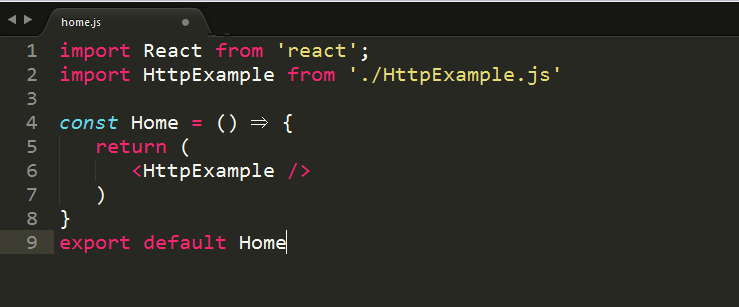 home.js
1 import React from 'react';
2 import HttpExample from './HttpExample.js'
3
4 const Home = () => {
5    return (
6       <HttpExample />
7    )
8 }
9 export default Home